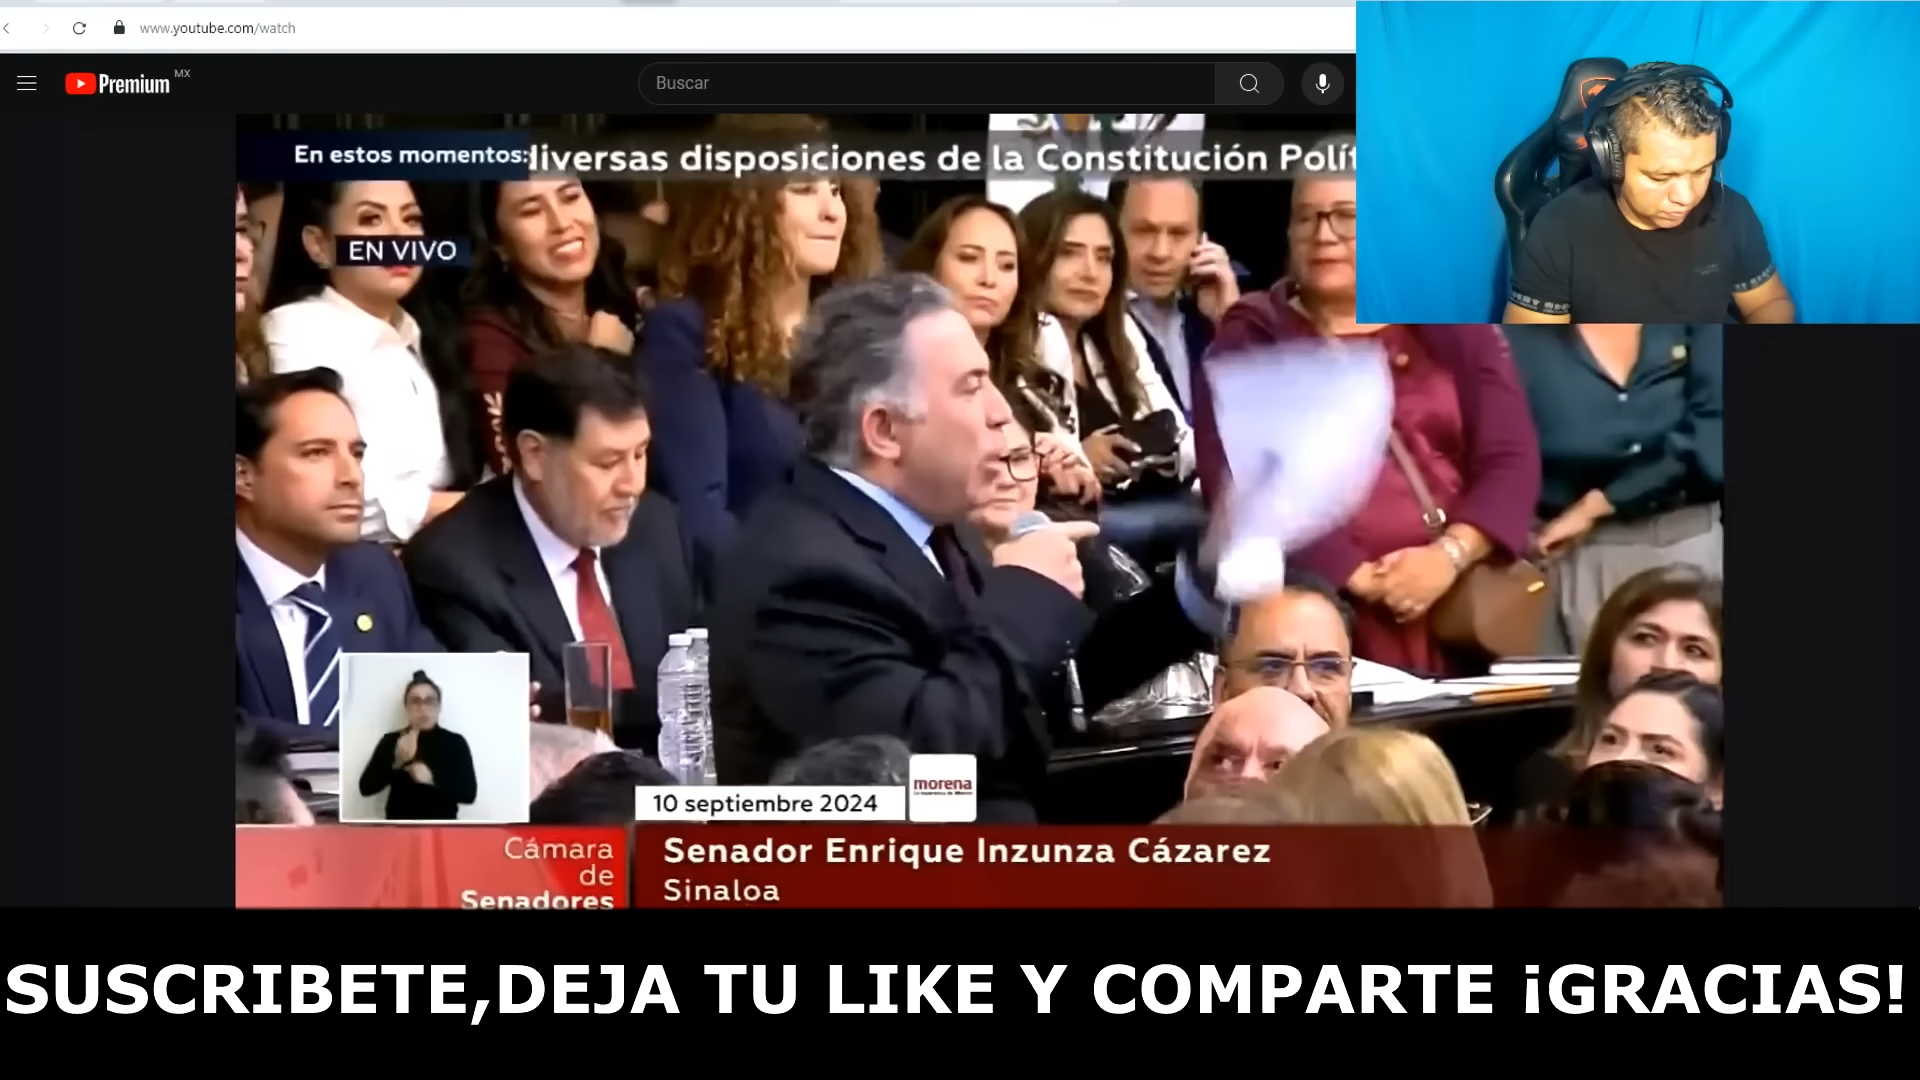 www.youtube.com/watch
Premium MX
Buscar
En estos momentos: diversas disposiciones de la Constitución Polít
EN VIVO
10 septiembre 2024
morena
Cámara
de
Senadores
Senador Enrique Inzunza Cázarez
Sinaloa
SUSCRIBETE,DEJA TU LIKE Y COMPARTE ¡GRACIAS!